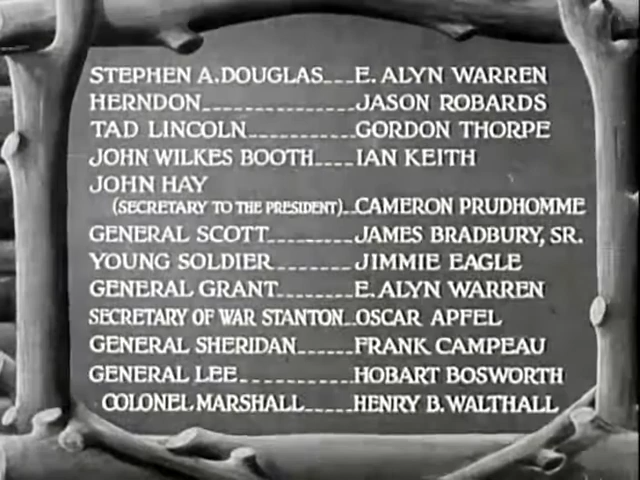 STEPHEN A. DOUGLAS___E. ALYN WARREN
HERNDON________________JASON ROBARDS
TAD LINCOLN___________GORDON THORPE
JOHN WILKES BOOTH____IAN KEITH
JOHN HAY
(SECRETARY TO THE PRESIDENT)__CAMERON PRUDHOMME
GENERAL SCOTT_________JAMES BRADBURY, SR.
YOUNG SOLDIER________JIMMIE EAGLE
GENERAL GRANT________E. ALYN WARREN
SECRETARY OF WAR STANTON__OSCAR APFEL
GENERAL SHERIDAN______FRANK CAMPEAU
GENERAL LEE____________HOBART BOSWORTH
COLONEL MARSHALL_____HENRY B. WALTHALL